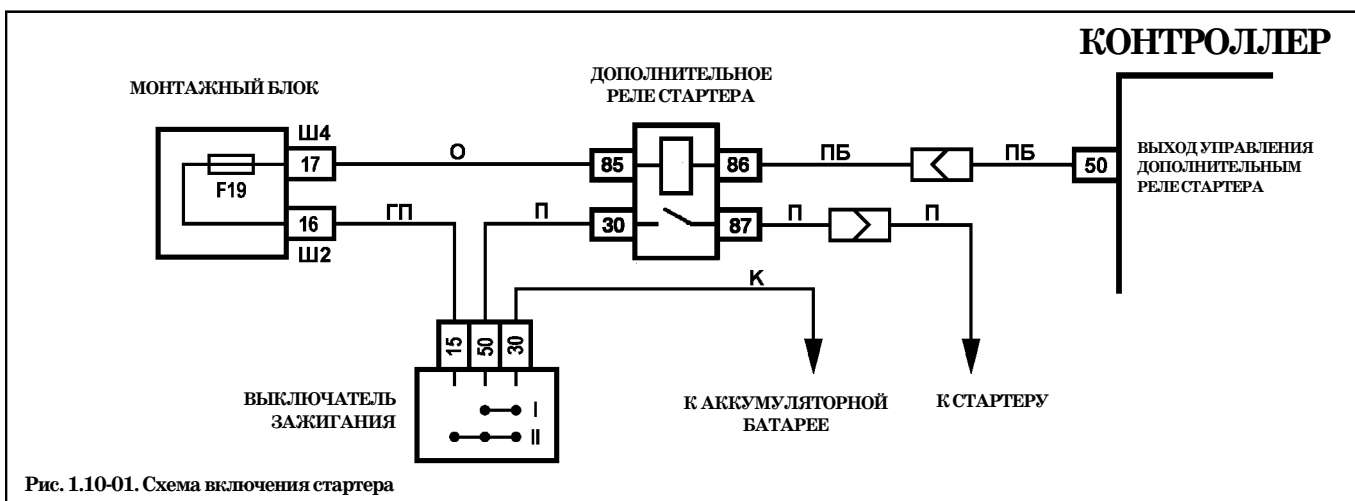 КОНТРОЛЛЕР
МОНТАЖНЫЙ БЛОК
ДОПОЛНИТЕЛЬНОЕ
РЕЛЕ СТАРТЕРА
Ш4
17
О
85
86
ПБ
ПБ
50
ВЫХОД УПРАВЛЕНИЯ
ДОПОЛНИТЕЛЬНЫМ
РЕЛЕ СТАРТЕРА
F19
16
Ш2
ГП
П
30
87
П
П
К
15
50
30
ВЫКЛЮЧАТЕЛЬ
ЗАЖИГАНИЯ
I
II
К АККУМУЛЯТОРНОЙ
БАТАРЕЕ
К СТАРТЕРУ
Рис. 1.10-01. Схема включения стартера